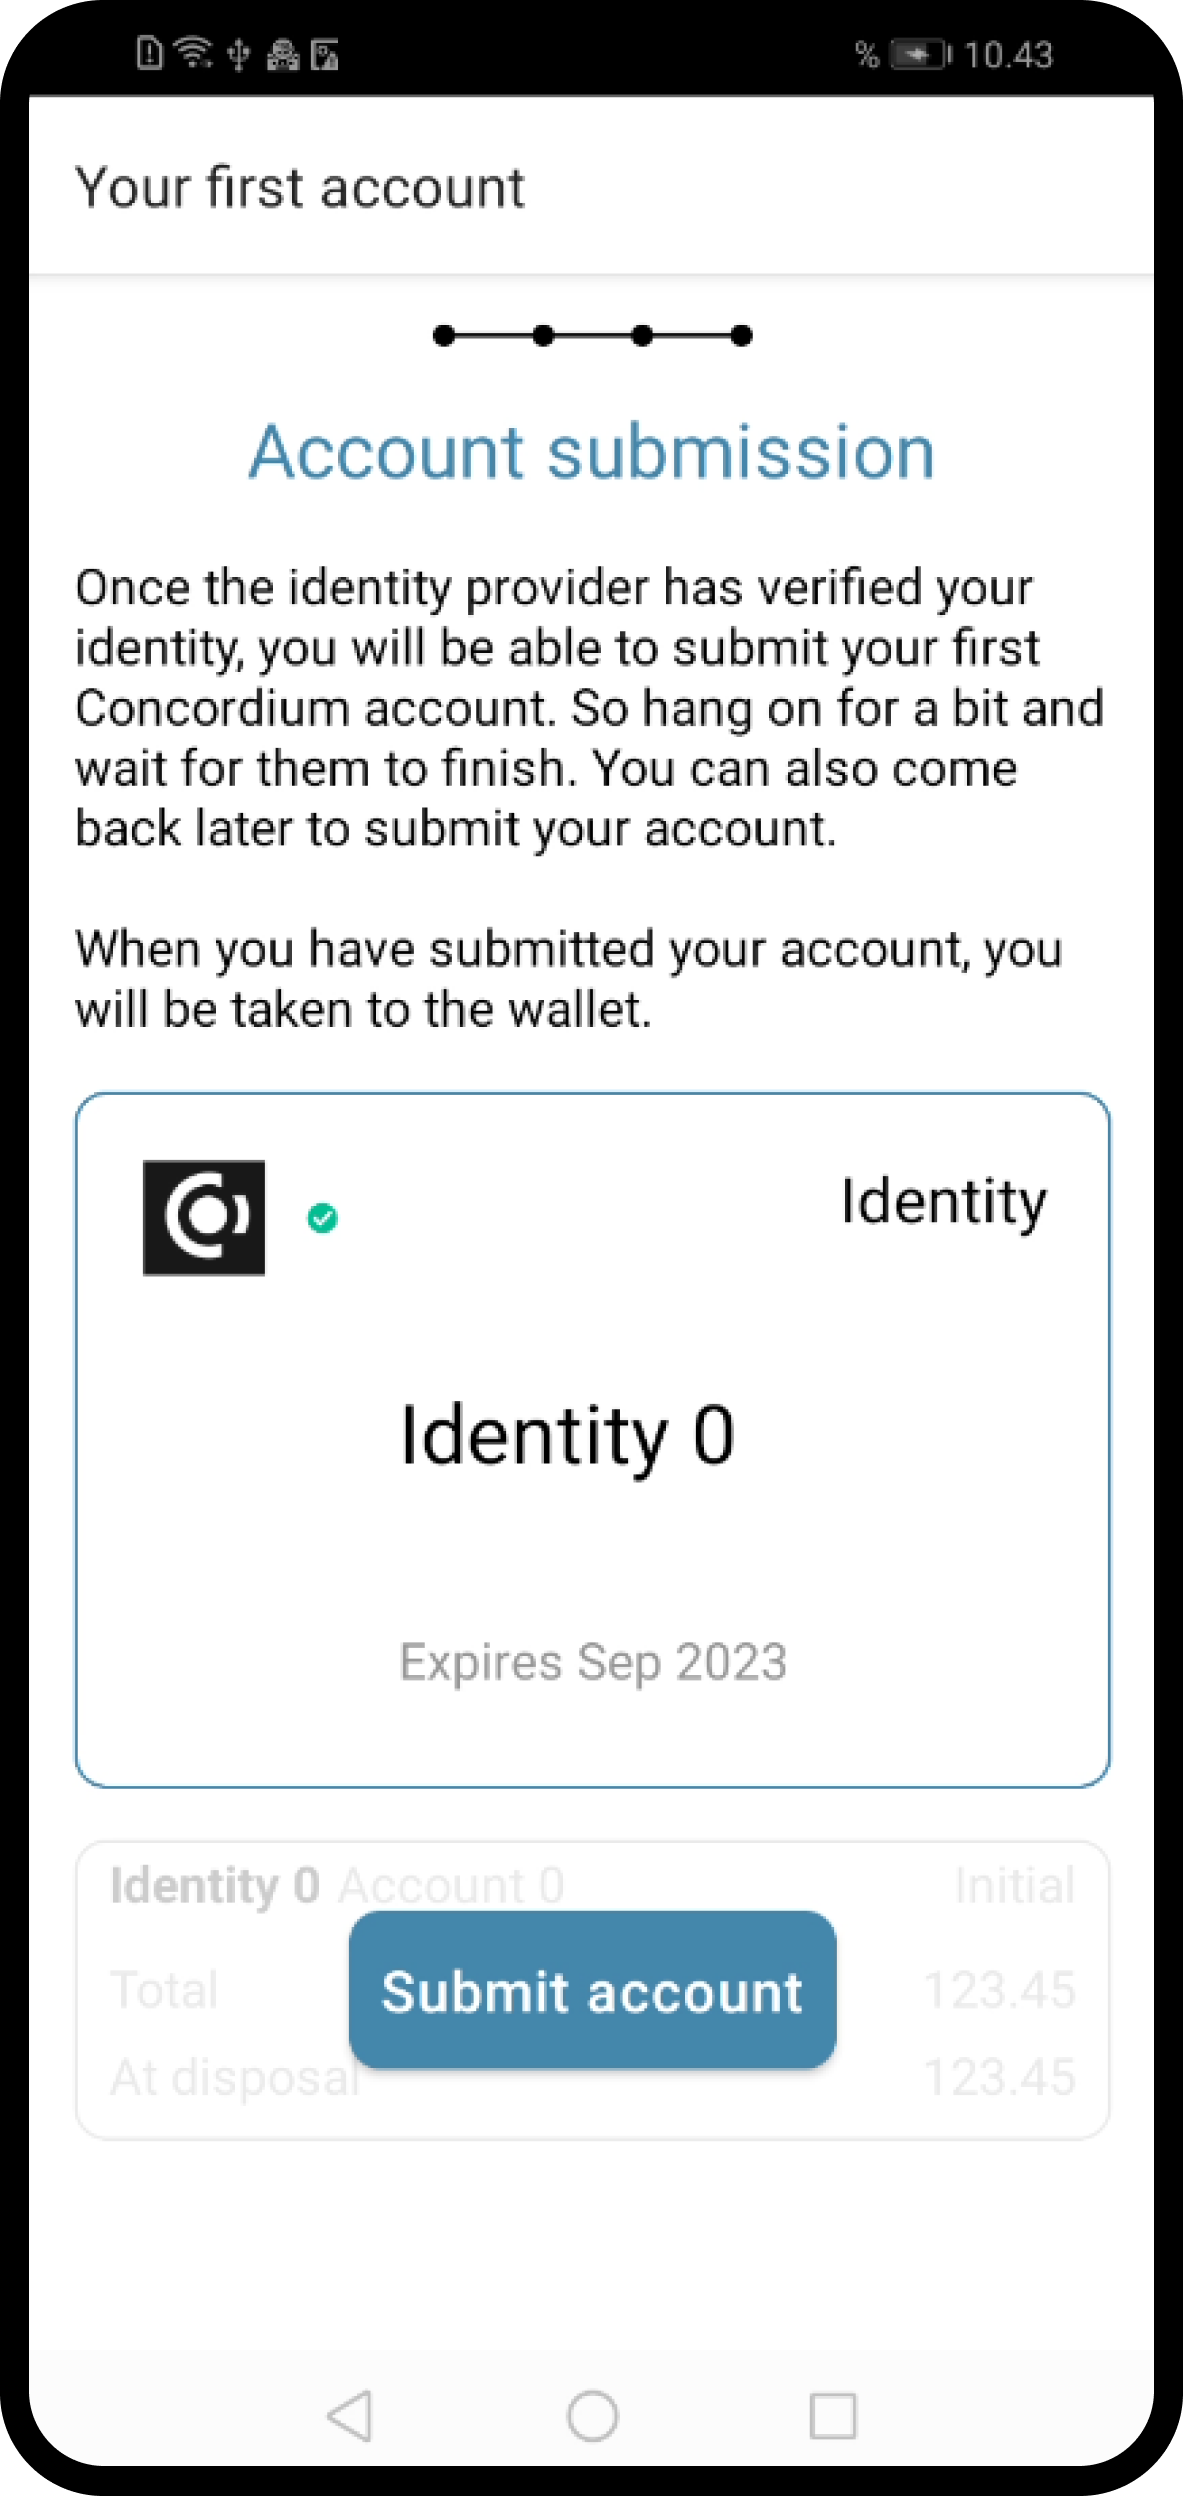 % 10.43
Your first account
Account submission
Once the identity provider has verified your
identity, you will be able to submit your first
Concordium account. So hang on for a bit and
wait for them to finish. You can also come
back later to submit your account.
When you have submitted your account, you
will be taken to the wallet.
Identity
Identity 0
Expires Sep 2023
Identity 0 Account 0 Initial
Total 123.45
Submit account
At disposal 123.45